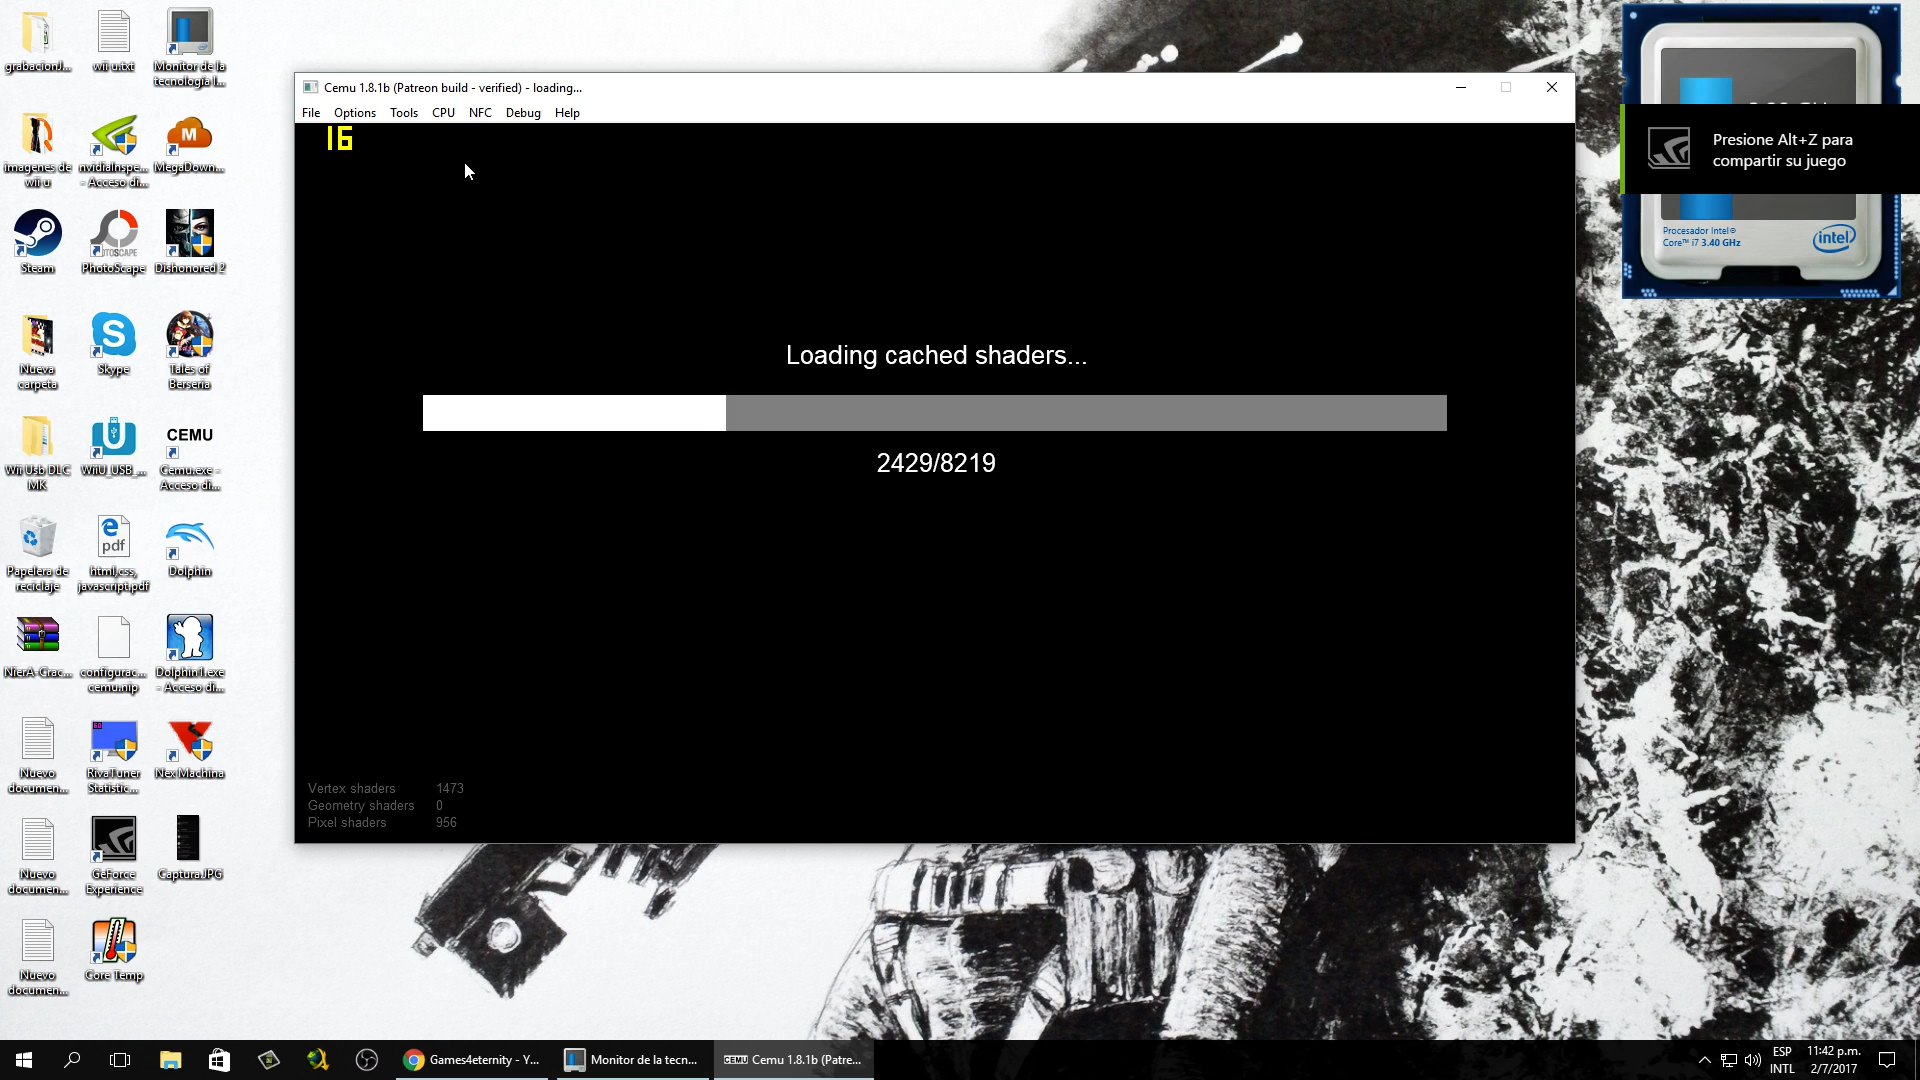 grabacionJ...
wii u.txt
Monitor de la
tecnología I...
imagenes de
wii u
nvidiaInspe...
- Acceso di...
MegaDown...
Steam
PhotoScape
Dishonored 2
Nueva
carpeta
Skype
Tales of
Berseria
Wii Usb DLC
MK
WiiU_USB_...
CEMU
Cemu.exe -
Acceso di...
Papelera de
reciclaje
pdf
html,css,
javascript.pdf
Dolphin
NierA-Crac...
configurac...
cemu.nip
Dolphin1.exe
- Acceso di...
Nuevo
documen...
RivaTuner
Statistic...
Nex Machina
Nuevo
documen...
GeForce
Experience
Captura.JPG
Nuevo
documen...
Core Temp
Cemu 1.8.1b (Patreon build - verified) - loading...
File Options Tools CPU NFC Debug Help
16
Loading cached shaders...
2429/8219
Vertex shaders 1473
Geometry shaders 0
Pixel shaders 956
Presione Alt+Z para
compartir su juego
Procesador Intel®
Core™ i7 3.40 GHz
intel
Games4eternity - Y...
Monitor de la tecn...
CEMU Cemu 1.8.1b (Patre...
ESP
INTL
11:42 p.m.
2/7/2017